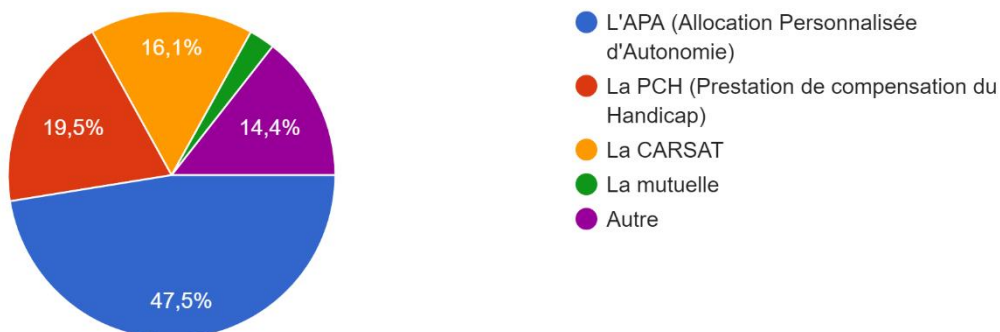 16,1%
19,5%
14,4%
47,5%
L'APA (Allocation Personnalisée
d'Autonomie)
La PCH (Prestation de compensation du
Handicap)
La CARSAT
La mutuelle
Autre